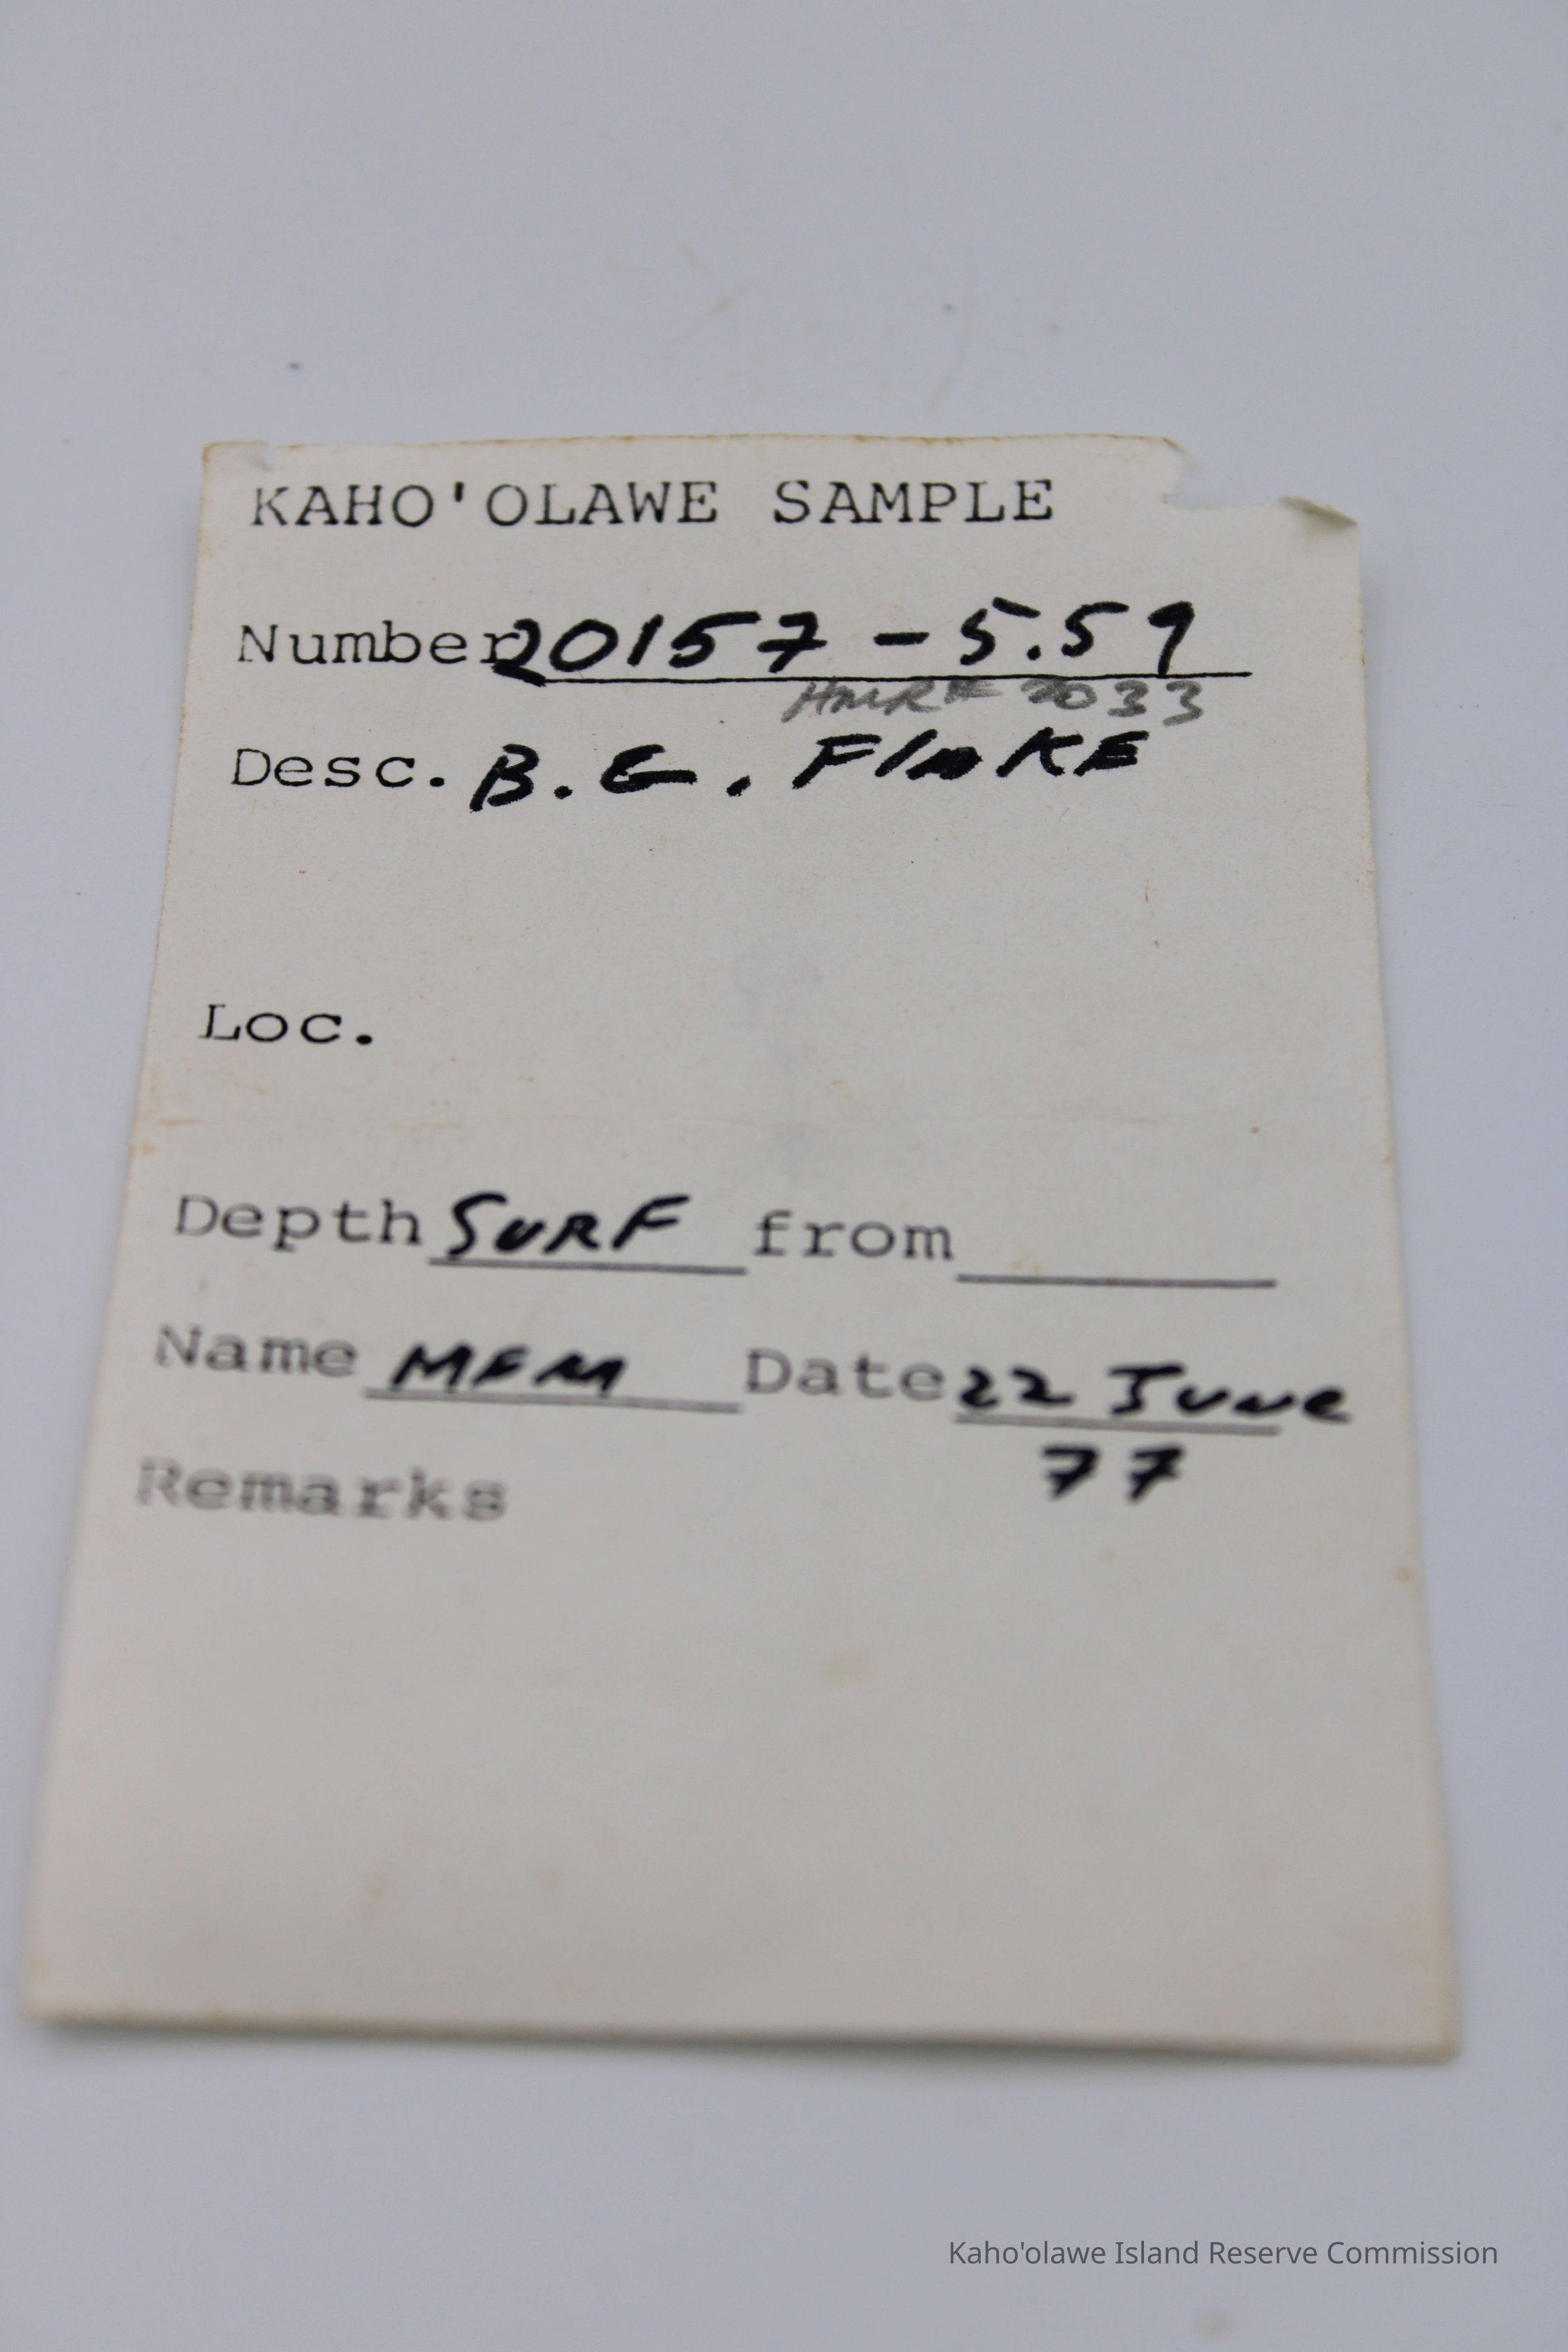 KAHO'OLAWE SAMPLE
Number 20157 - 5.59
HMR# 2033
Desc. B.G. FlaKE
Loc.
Depth SURF from
Name MFM Date 22 June
77
Remarks
Kaho'olawe Island Reserve Commission